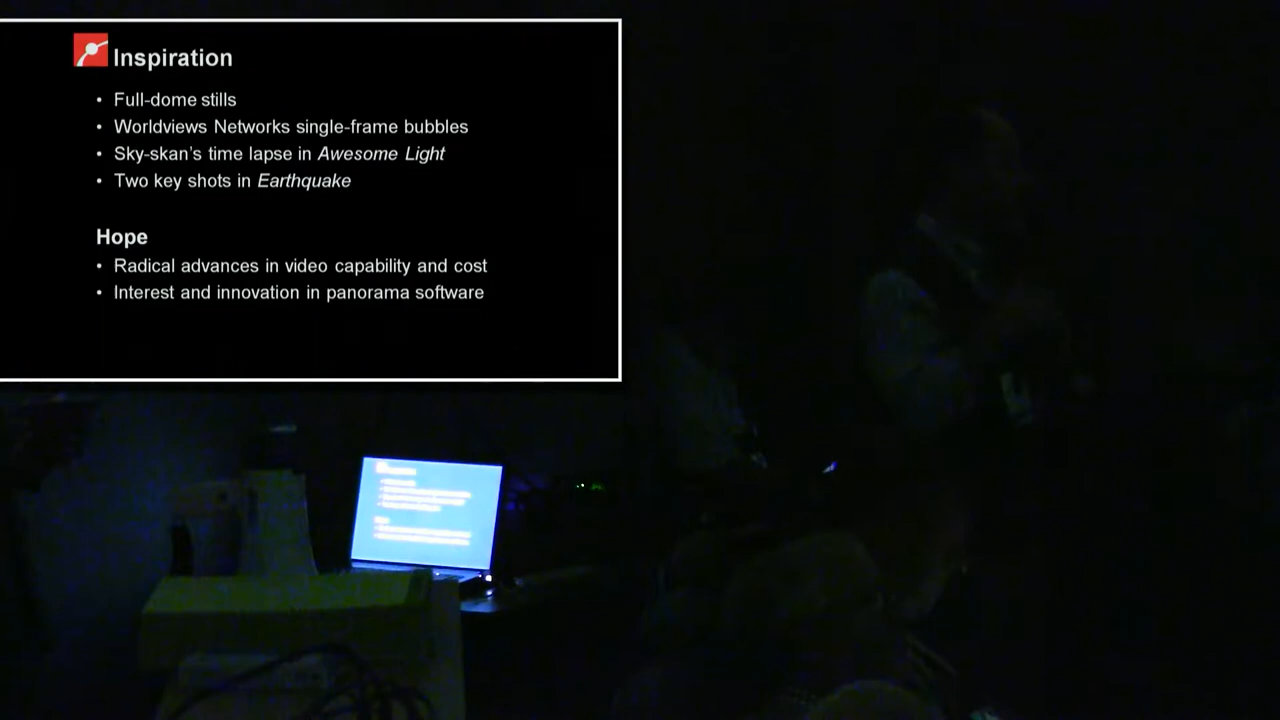 Inspiration
• Full-dome stills
• Worldviews Networks single-frame bubbles
• Sky-skan's time lapse in Awesome Light
• Two key shots in Earthquake
Hope
• Radical advances in video capability and cost
• Interest and innovation in panorama software